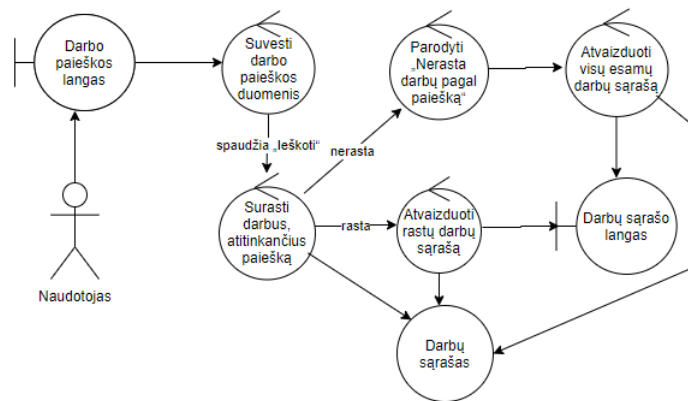 Darbo
paieškos
langas
Suvesti
darbo
paieškos
duomenis
Parodyti
„Nerasta
darbų pagal
paiešką“
Atvaizduoti
visų esamų
darbų sąrašą
spaudžia „Ieškoti“
nerasta
Surasti
darbus,
atitinkančius
paiešką
rasta
Atvaizduoti
rastų darbų
sąrašą
Darbų sąrašo
langas
Naudotojas
Darbų
sąrašas